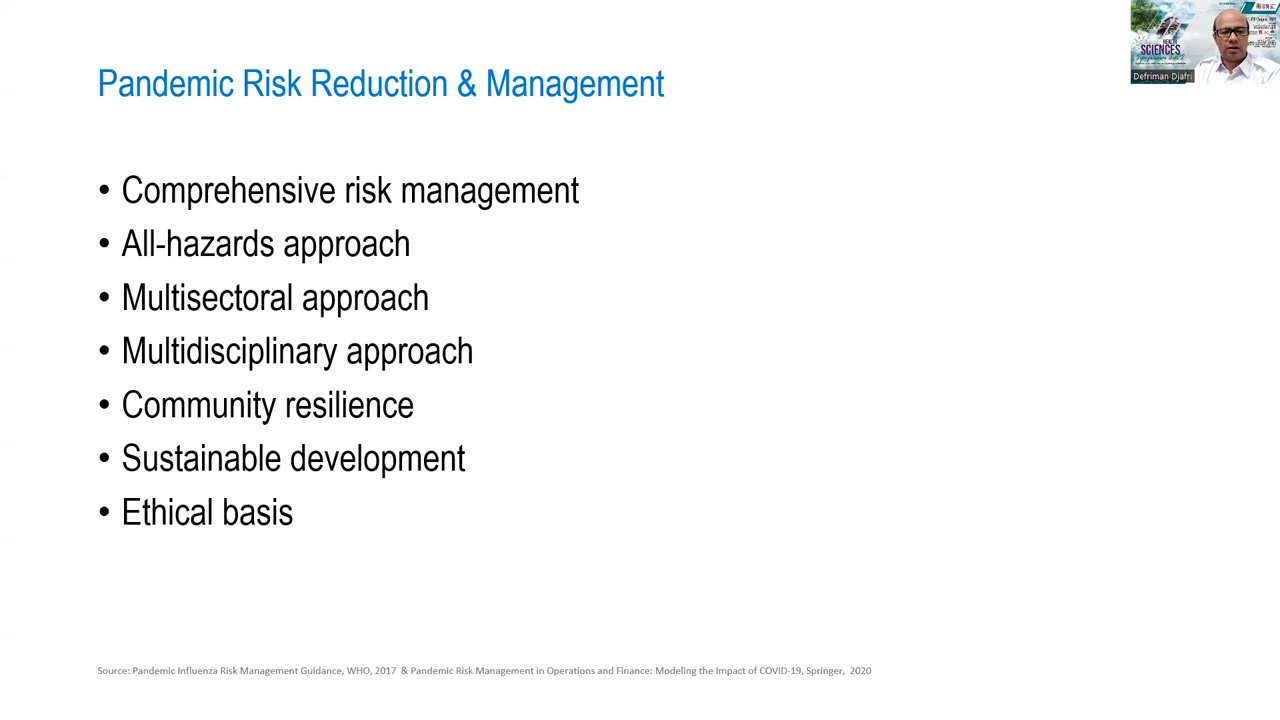 Pandemic Risk Reduction & Management
• Comprehensive risk management
• All-hazards approach
• Multisectoral approach
• Multidisciplinary approach
• Community resilience
• Sustainable development
• Ethical basis
Source: Pandemic Influenza Risk Management Guidance, WHO, 2017 & Pandemic Risk Management in Operations and Finance: Modeling the Impact of COVID-19, Springer, 2020
HEALTH
SCIENCES
Defriman Djafri